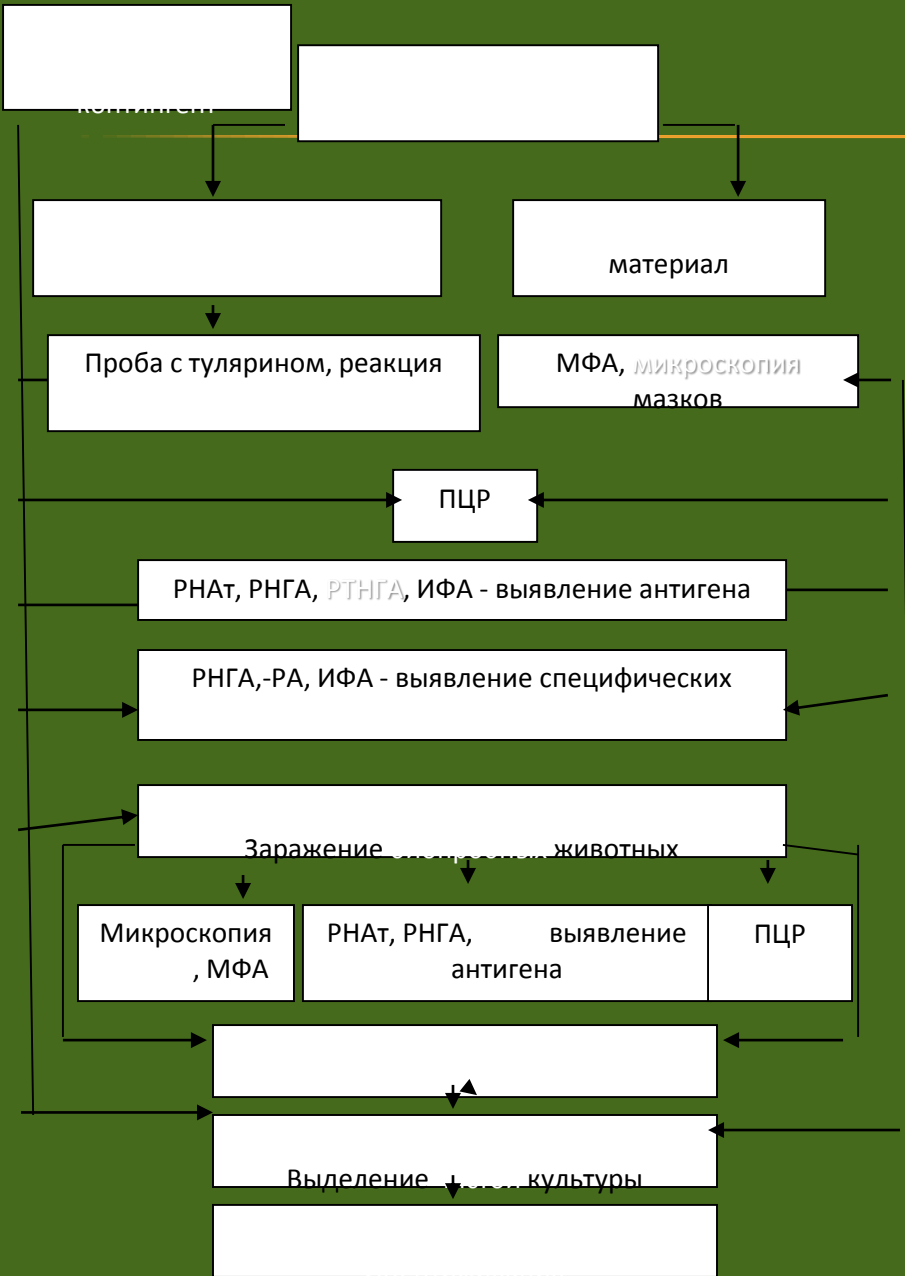 контингент
материал
Проба с тулярином, реакция
МФА, микроскопия
мазков
ПЦР
РНАт, РНГА, РТНГА, ИФА - выявление антигена
РНГА,-РА, ИФА - выявление специфических
Заражение животных
Микроскопия
, МФА
РНАт, РНГА, выявление
антигена
ПЦР
Выделение культуры